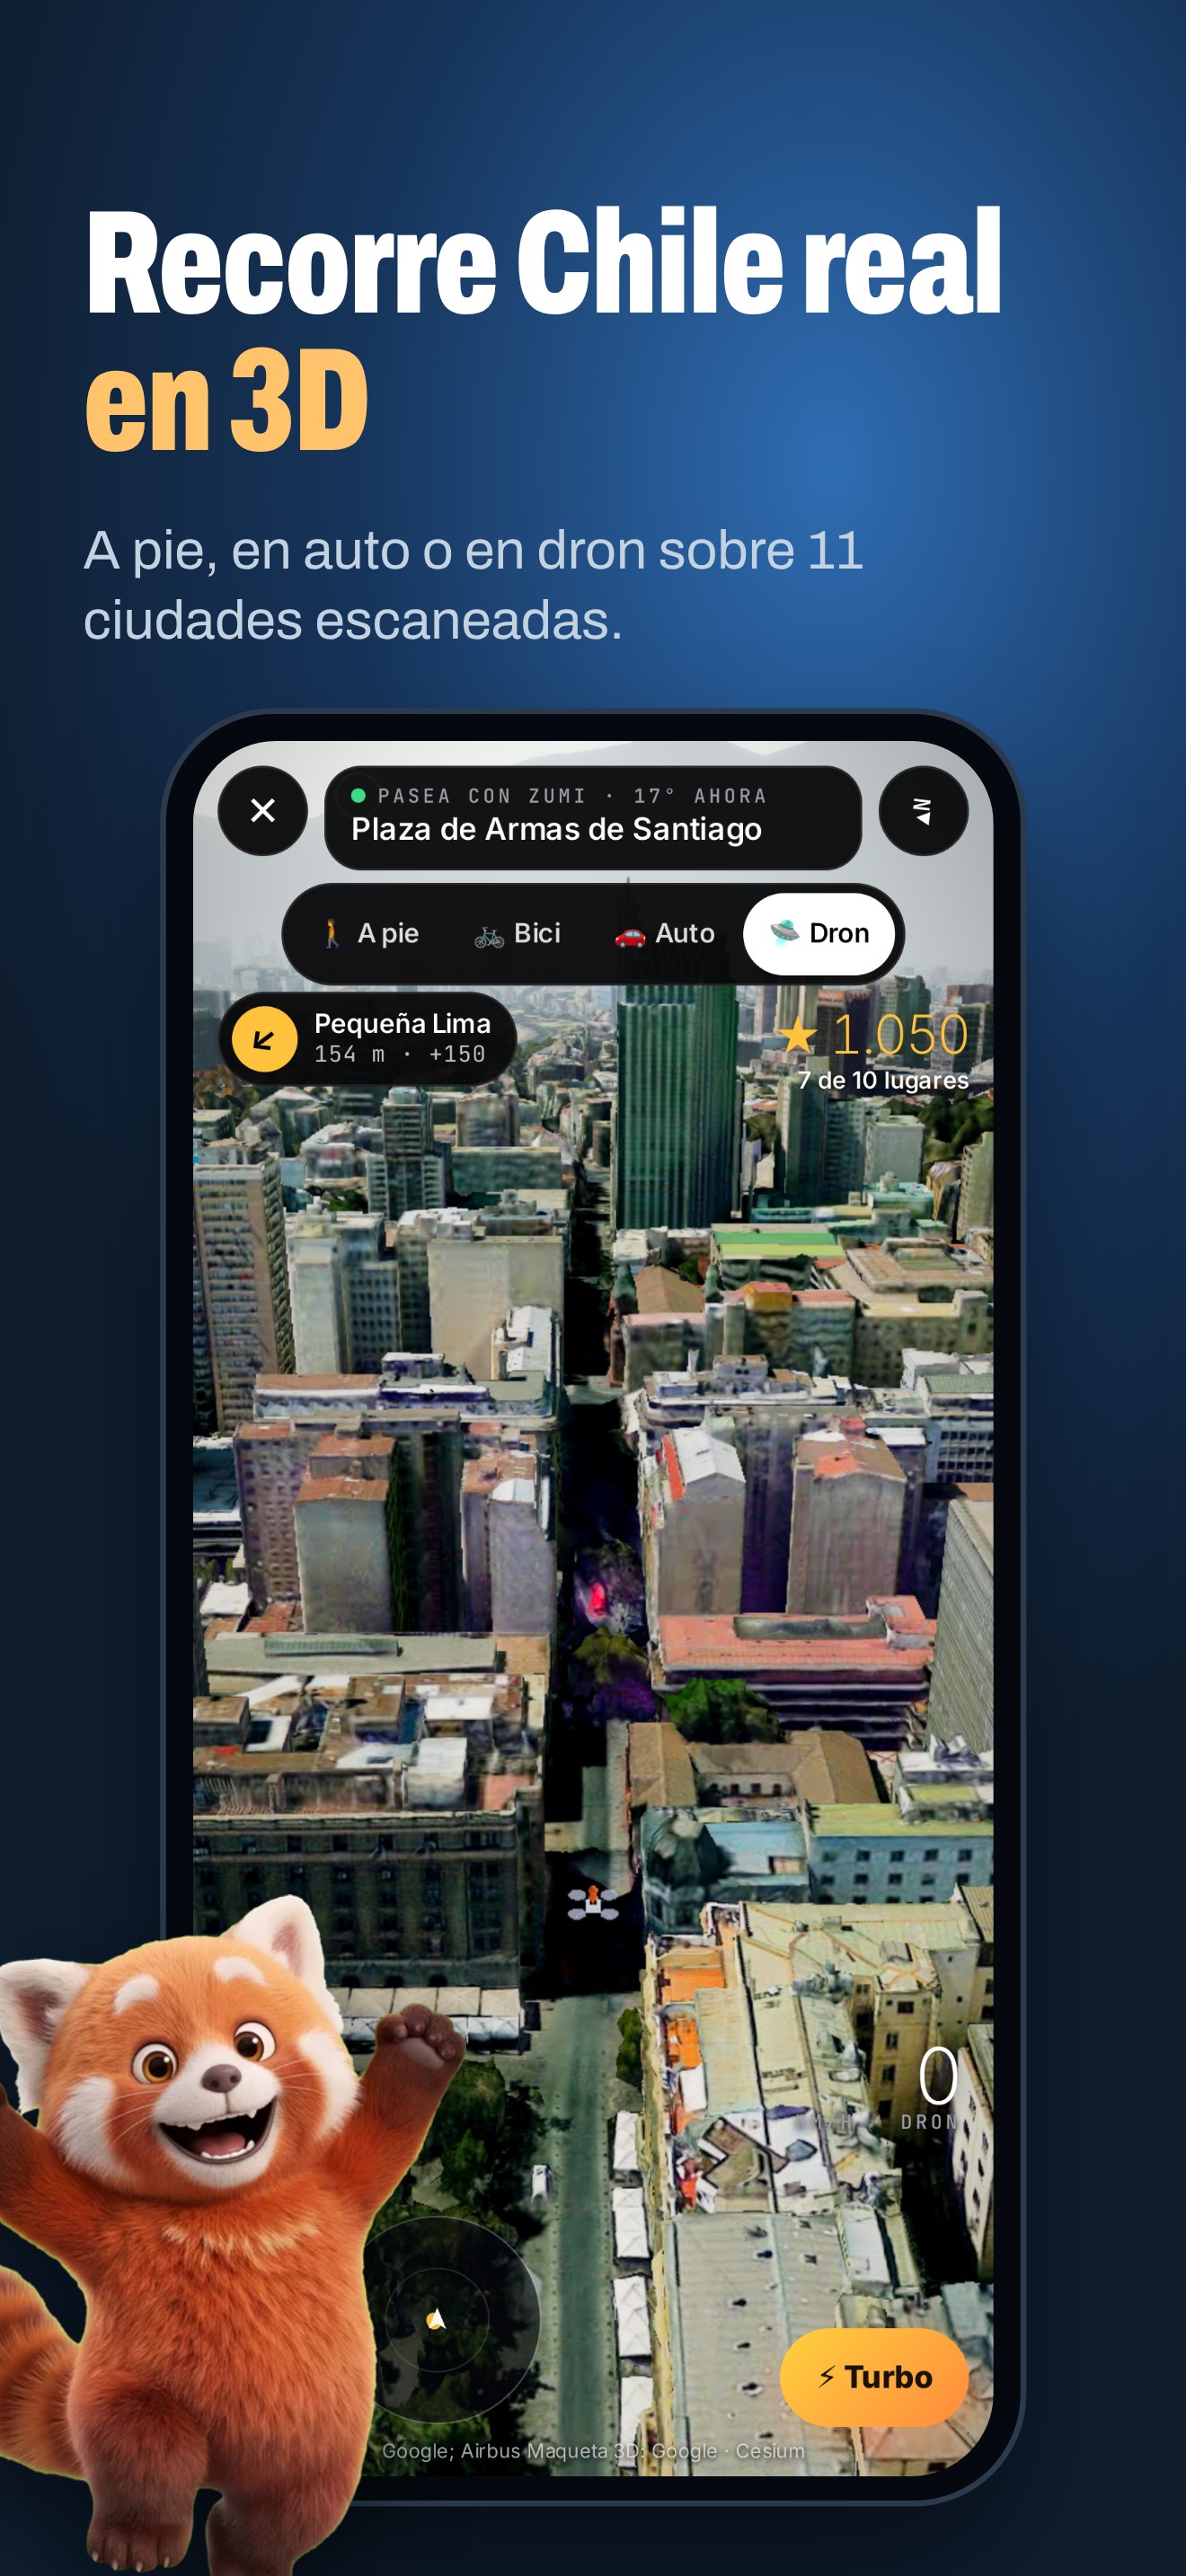 Recorre Chile real
en 3D
A pie, en auto o en dron sobre 11
ciudades escaneadas.
PASEA CON ZUMI · 17° AHORA
Plaza de Armas de Santiago
N
A pie
Bici
Auto
Dron
Pequeña Lima
154 m · +150
★ 1.050
7 de 10 lugares
0
KM/H DRON
Turbo
Google; Airbus Maqueta 3D: Google · Cesium